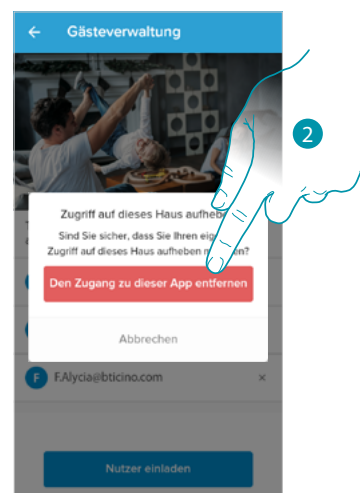 Gästeverwaltung
Zugriff auf dieses Haus
Sind Sie sicher, dass Sie Ihren
Zugriff auf dieses Haus aufheben
Den Zugang zu dieser App entfernen
Abbrechen
F F.Alycia@bticino.com ×
Nutzer einladen
2